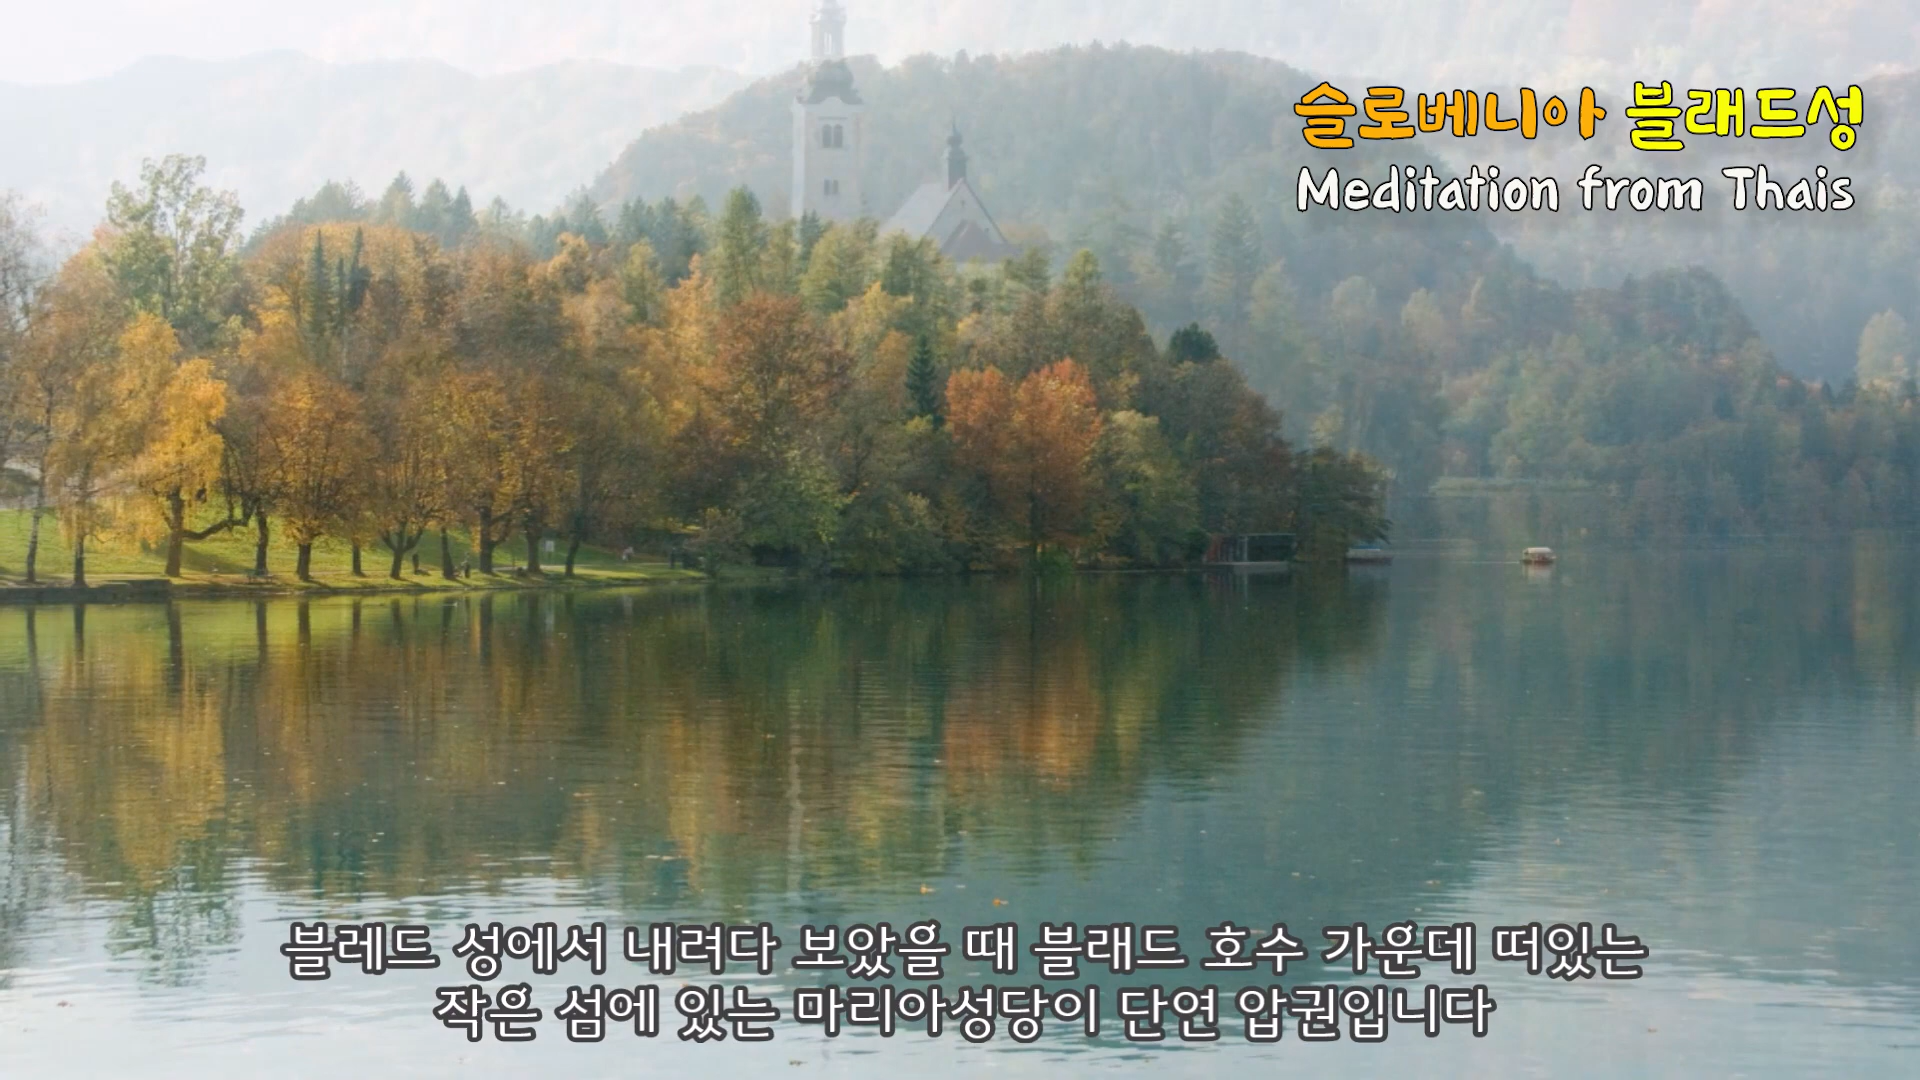 슬로베니아 블래드성
Meditation from Thais
블레드 성에서 내려다 보았을 때 블래드 호수 가운데 떠있는
작은 섬에 있는 마리아성당이 단연 압권입니다